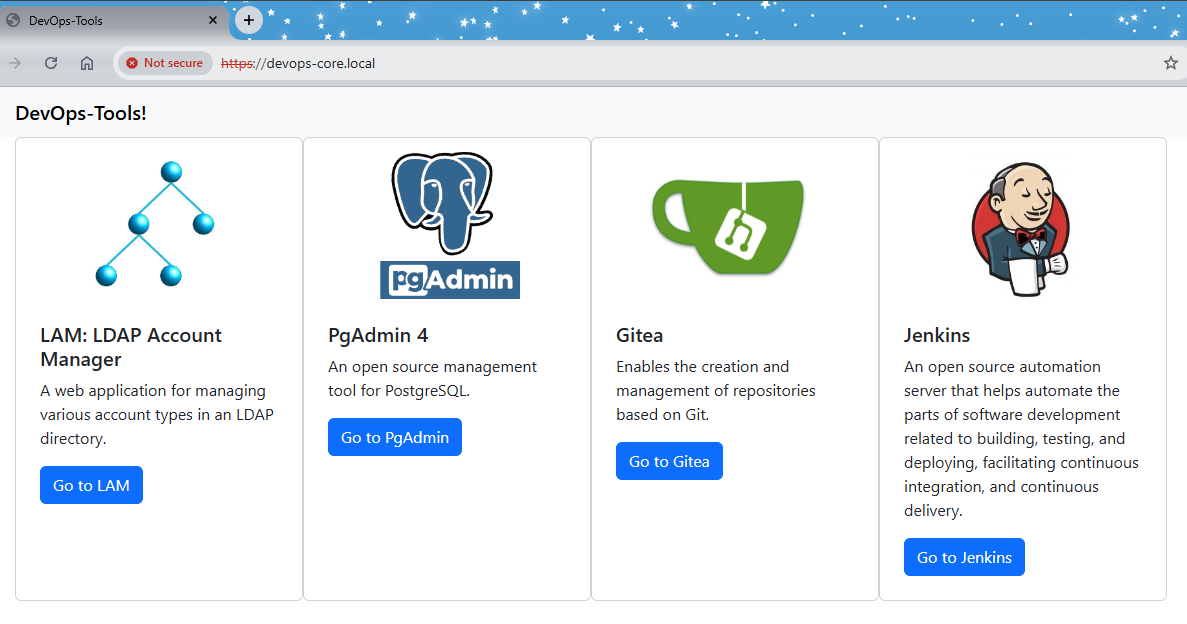 DevOps-Tools
Not secure
https://devops-core.local
DevOps-Tools!
pgAdmin
LAM: LDAP Account
Manager
A web application for managing
various account types in an LDAP
directory.
Go to LAM
PgAdmin 4
An open source management
tool for PostgreSQL.
Go to PgAdmin
Gitea
Enables the creation and
management of repositories
based on Git.
Go to Gitea
Jenkins
An open source automation
server that helps automate the
parts of software development
related to building, testing, and
deploying, facilitating continuous
integration, and continuous
delivery.
Go to Jenkins